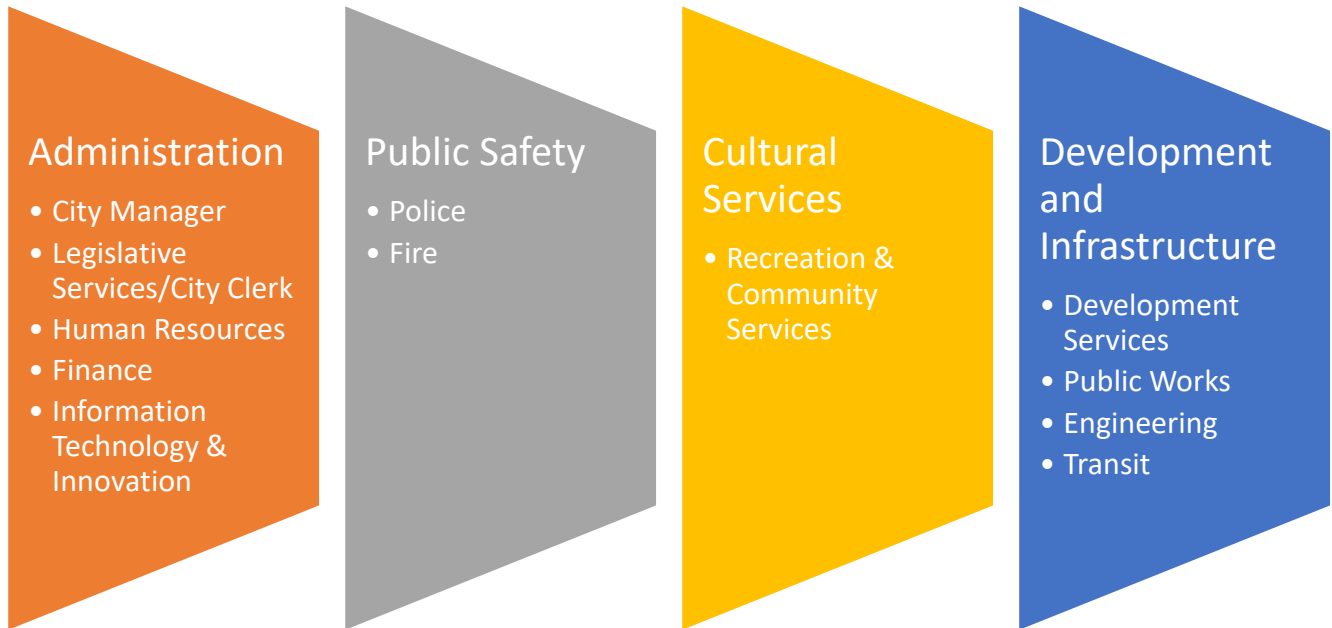 Administration
• City Manager
• Legislative
Services/City Clerk
• Human Resources
• Finance
• Information
Technology &
Innovation
Public Safety
• Police
• Fire
Cultural
Services
• Recreation &
Community
Services
Development
and
Infrastructure
• Development
Services
• Public Works
• Engineering
• Transit